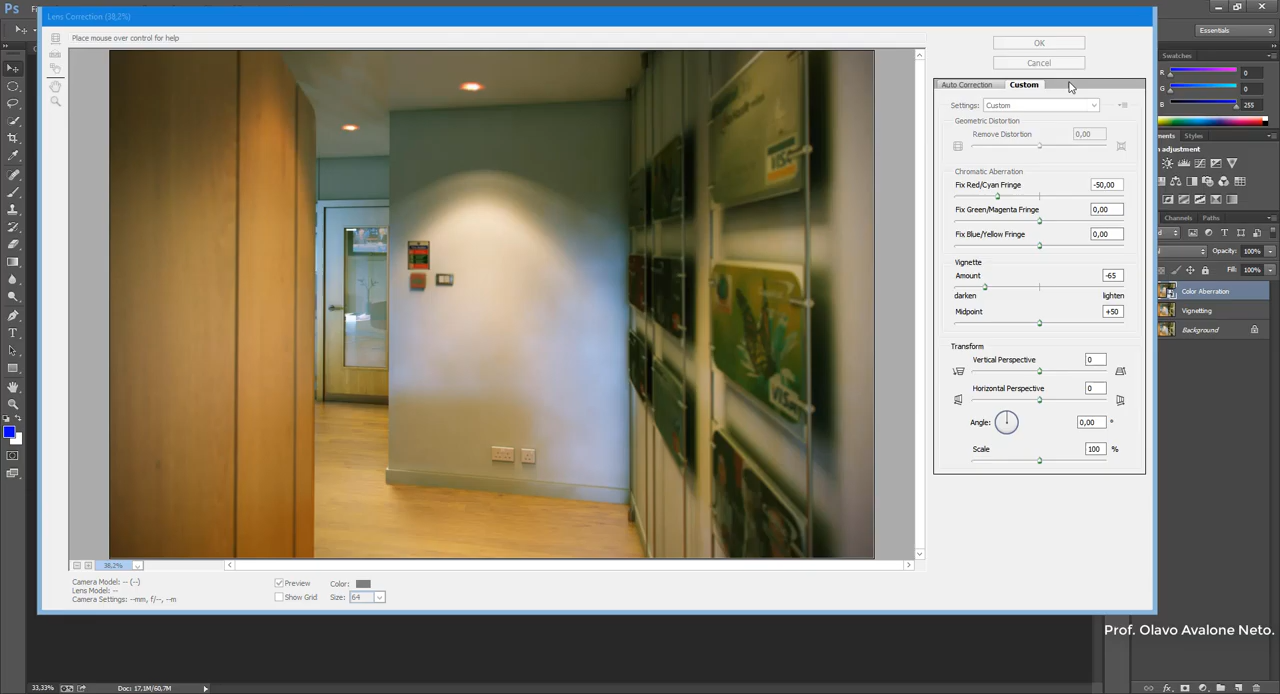 Ps
Lens Correction (38,2%)
Place mouse over control for help
OK
Cancel
Auto Correction
Custom
Settings: Custom
Geometric Distortion
Remove Distortion 0,00
Chromatic Aberration
Fix Red/Cyan Fringe -50,00
Fix Green/Magenta Fringe 0,00
Fix Blue/Yellow Fringe 0,00
Vignette
Amount -65
darken lighten
Midpoint +50
Transform
Vertical Perspective 0
Horizontal Perspective 0
Angle: 0,00 °
Scale 100 %
VISA
VISA
38,2%
Camera Model: -- (--)
Lens Model: --
Camera Settings: --mm, f/--, --m
Preview
Color:
Show Grid
Size: 64
Essentials
Swatches
R 0
G 0
B 255
Styles
Channels
Paths
Opacity: 100%
Fill: 100%
Color Aberration
Vignetting
Background
Prof. Olavo Avalone Neto.
33,33%
Doc: 17,1M/60,7M